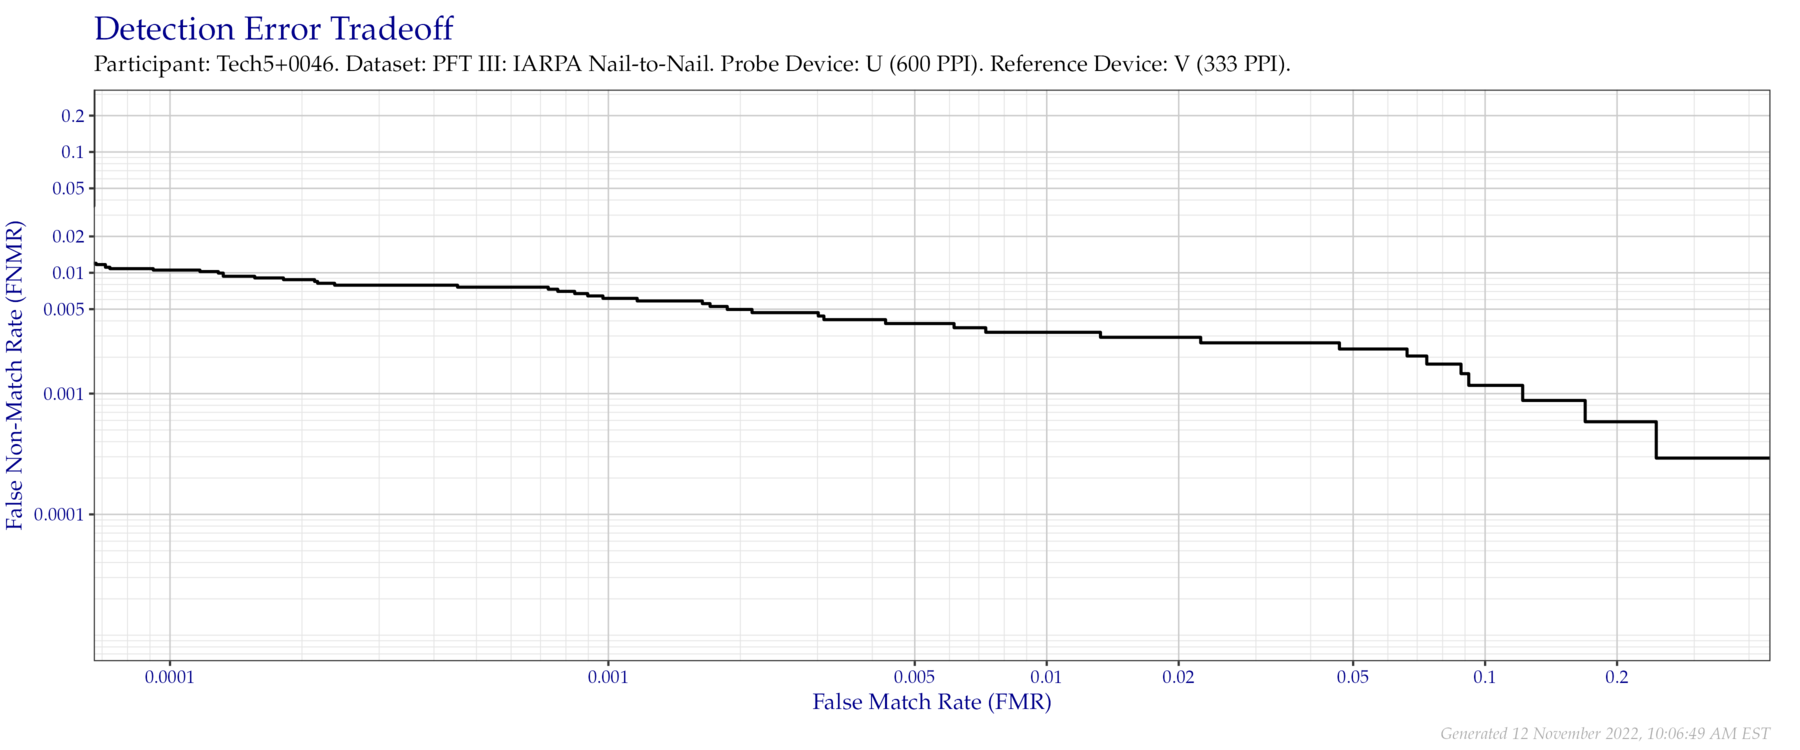 Detection Error Tradeoff
Participant: Tech5+0046. Dataset: PFT III: IARPA Nail-to-Nail. Probe Device: U (600 PPI). Reference Device: V (333 PPI).
False Non-Match Rate (FNMR)
0.2
0.1
0.05
0.02
0.01
0.005
0.001
0.0001
0.0001 0.001 0.005 0.01 0.02 0.05 0.1 0.2
False Match Rate (FMR)
Generated 12 November 2022, 10:06:49 AM EST